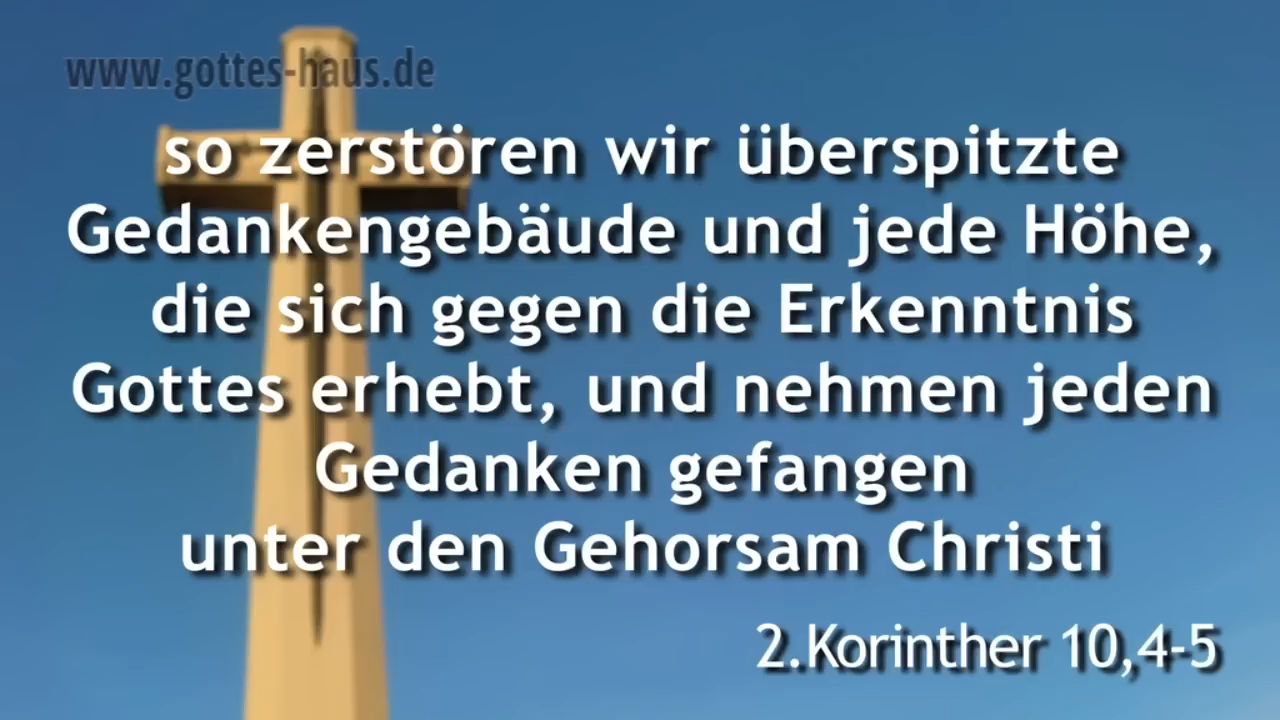 www.gottes-haus.de
so zerstören wir überspitzte
Gedankengebäude und jede Höhe,
die sich gegen die Erkenntnis
Gottes erhebt, und nehmen jeden
Gedanken gefangen
unter den Gehorsam Christi
2.Korinther 10,4-5